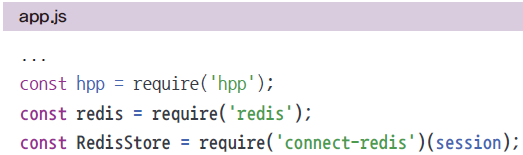 app.js
...
const hpp = require('hpp');
const redis = require('redis');
const RedisStore = require('connect-redis')(session);